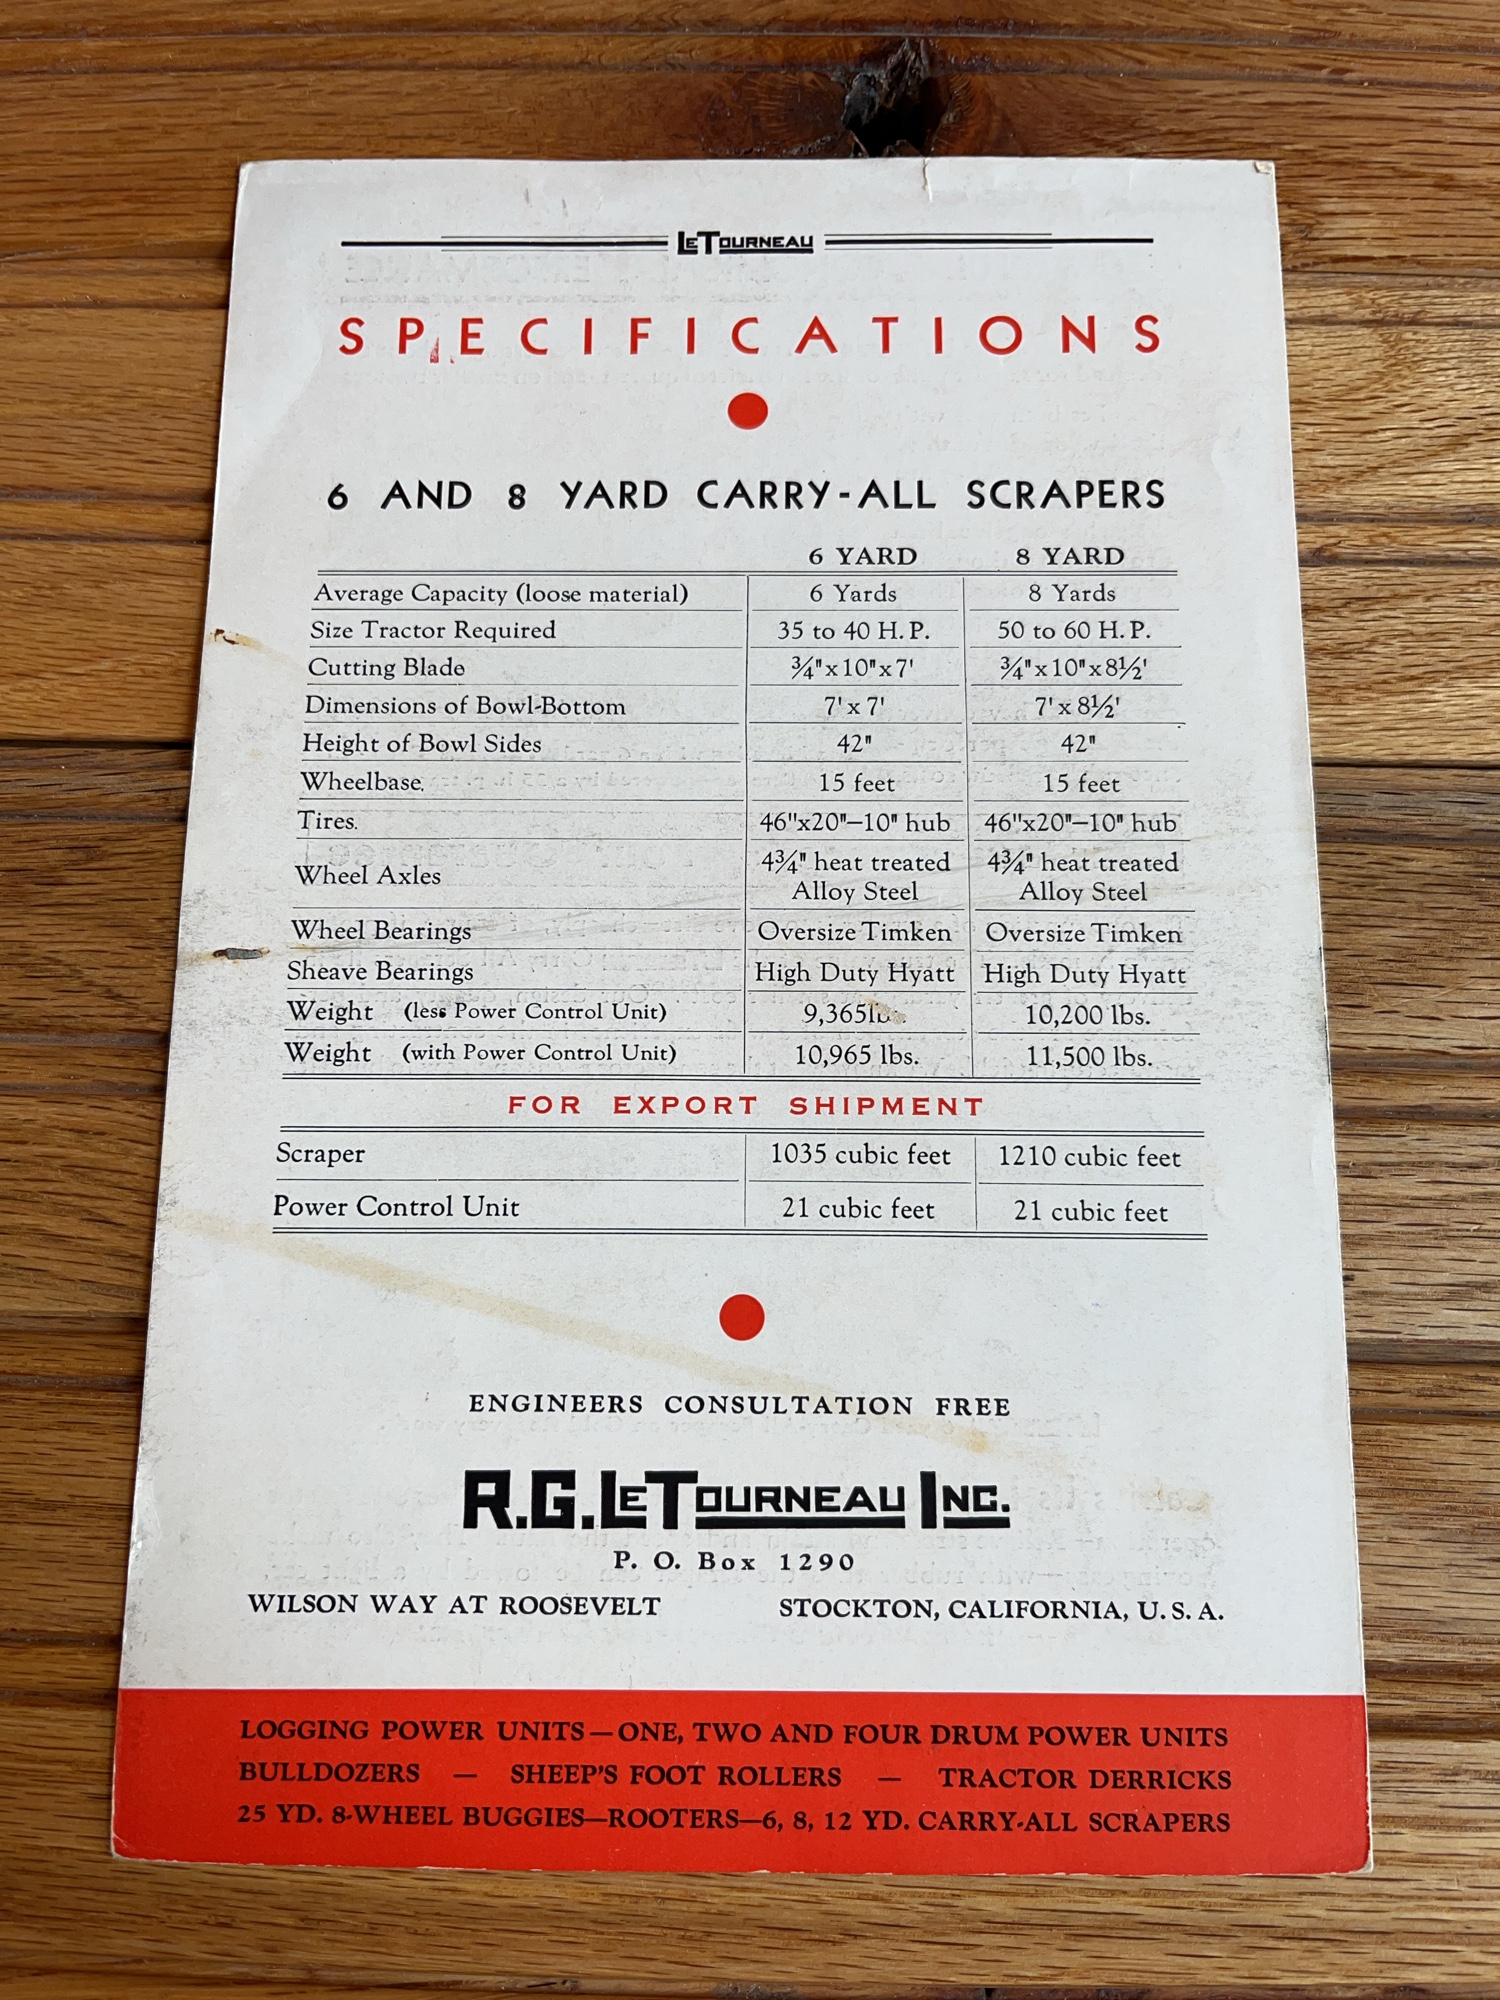 LETOURNEAU
SPECIFICATIONS
6 AND 8 YARD CARRY-ALL SCRAPERS
6 YARD 8 YARD
Average Capacity (loose material) 6 Yards 8 Yards
Size Tractor Required 35 to 40 H.P. 50 to 60 H.P.
Cutting Blade ¾"x10"x7' ¾"x10"x8½'
Dimensions of Bowl-Bottom 7'x7' 7'x8½'
Height of Bowl Sides 42" 42"
Wheelbase. 15 feet 15 feet
Tires. 46"x20"—10" hub 46"x20"—10" hub
Wheel Axles 4¾" heat treated Alloy Steel 4¾" heat treated Alloy Steel
Wheel Bearings Oversize Timken Oversize Timken
Sheave Bearings High Duty Hyatt High Duty Hyatt
Weight (less Power Control Unit) 9,365 10,200 lbs.
Weight (with Power Control Unit) 10,965 lbs. 11,500 lbs.
FOR EXPORT SHIPMENT
Scraper 1035 cubic feet 1210 cubic feet
Power Control Unit 21 cubic feet 21 cubic feet
ENGINEERS CONSULTATION FREE
R.G. LETOURNEAU INC.
P. O. Box 1290
WILSON WAY AT ROOSEVELT STOCKTON, CALIFORNIA, U.S.A.
LOGGING POWER UNITS—ONE, TWO AND FOUR DRUM POWER UNITS
BULLDOZERS — SHEEP'S FOOT ROLLERS — TRACTOR DERRICKS
25 YD. 8-WHEEL BUGGIES—ROOTERS—6, 8, 12 YD. CARRY-ALL SCRAPERS